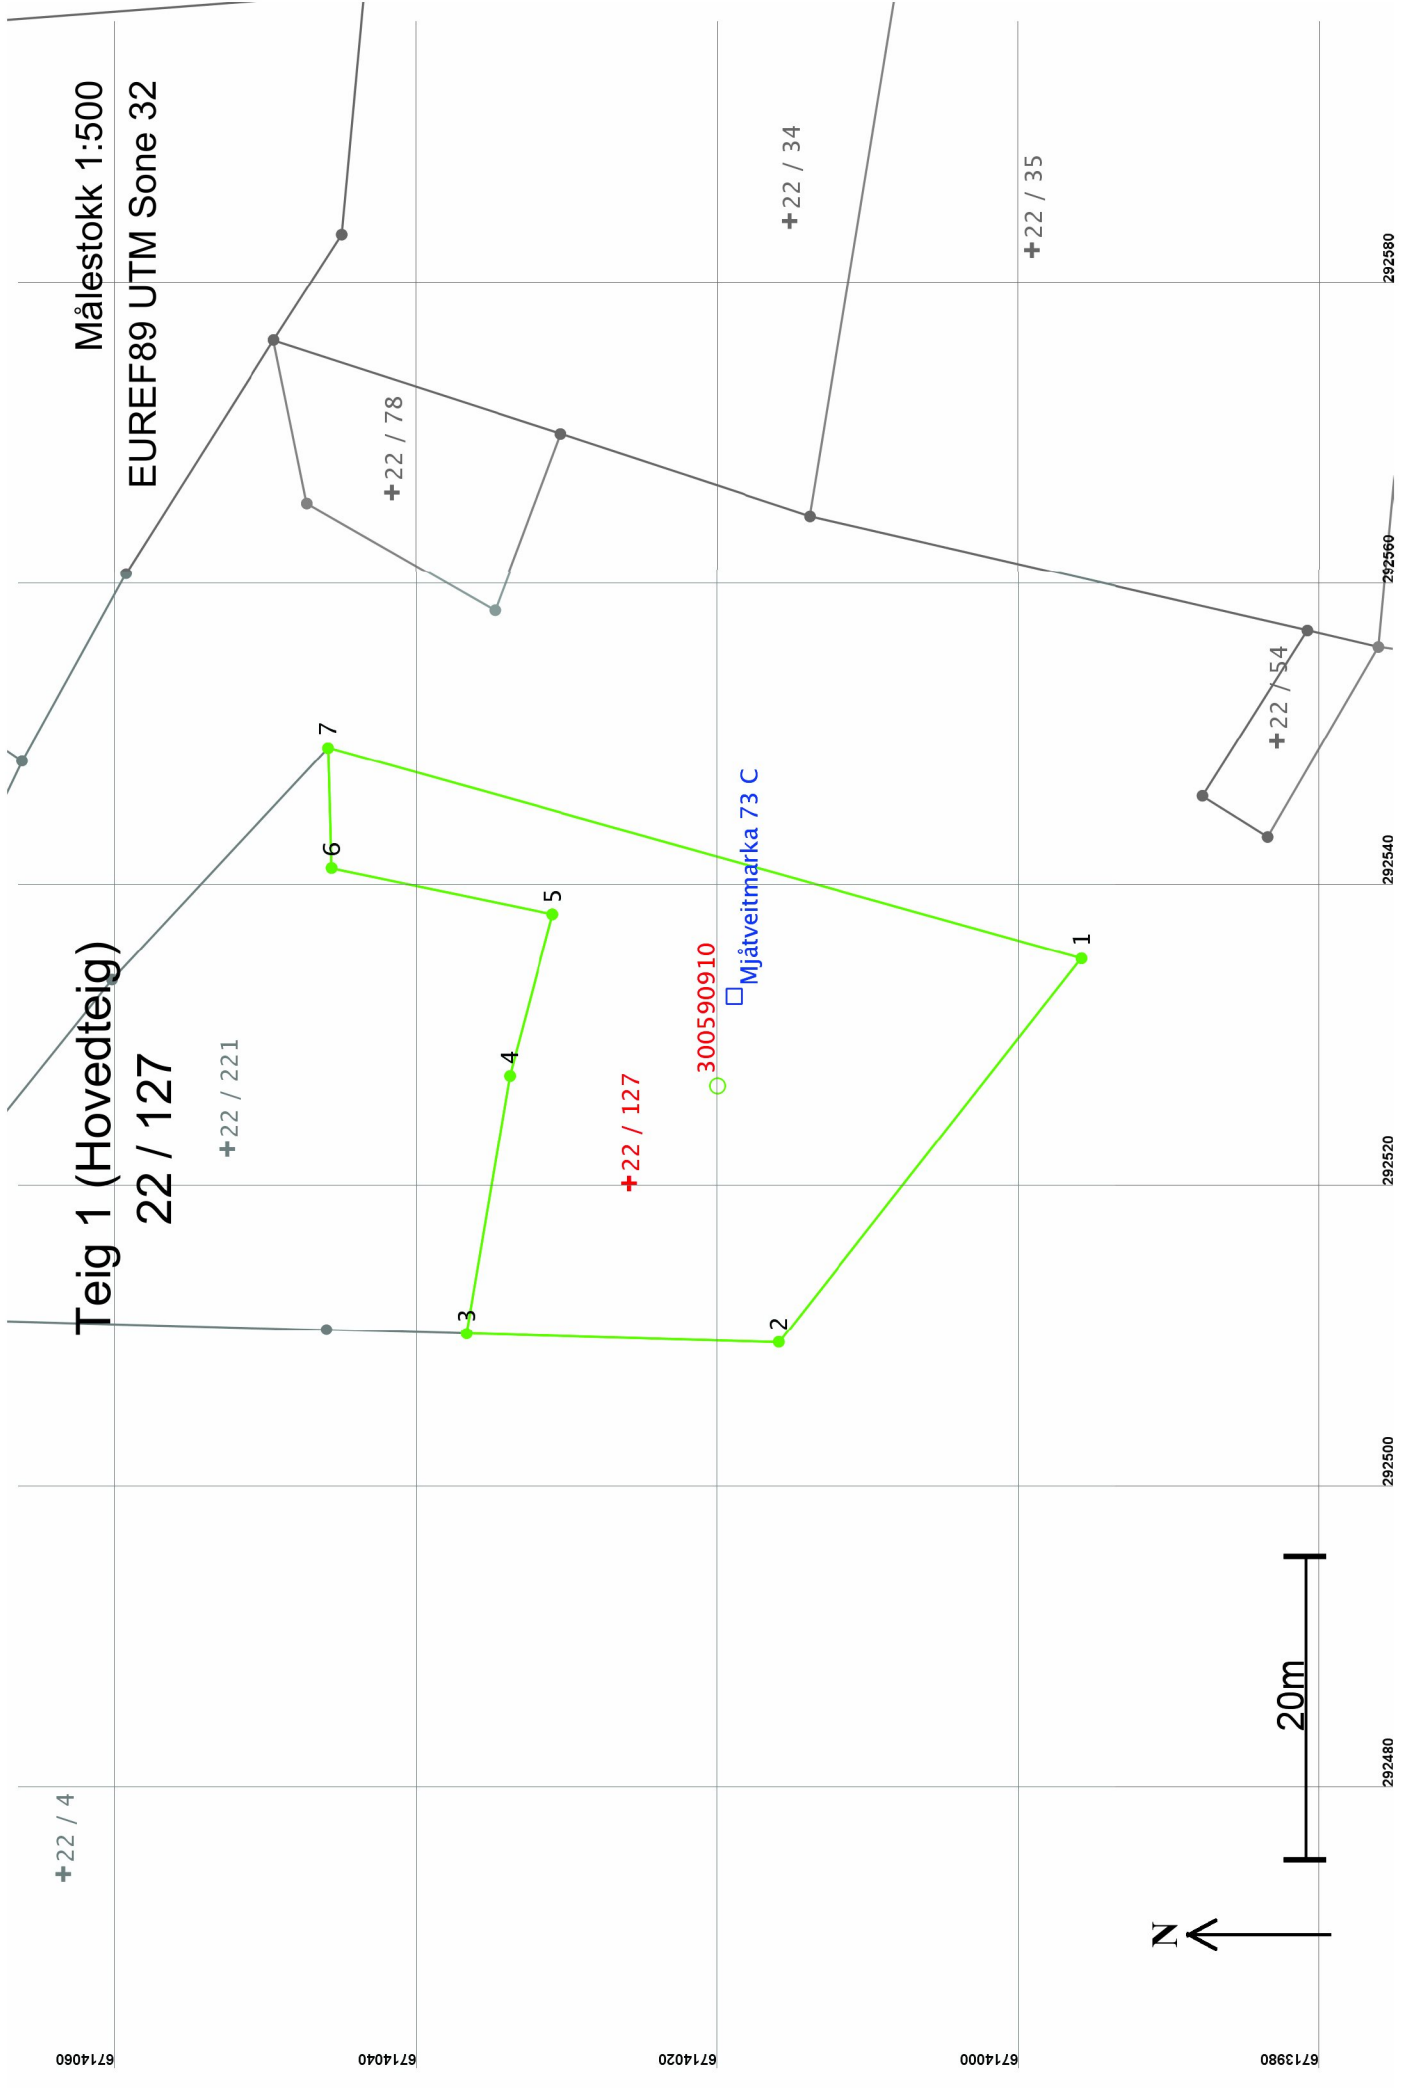 Målestokk 1:500
EUREF89 UTM Sone 32
Teig 1 (Hovedteig)
22 / 127
+22 / 4
+22 / 221
+22 / 78
+22 / 34
+22 / 35
+22 / 54
+22 / 127
300590910
Mjåtveitmarka 73 C
1
2
3
4
5
6
7
20m
N
6714060
6714040
6714020
6714000
6713980
292480
292500
292520
292540
292560
292580